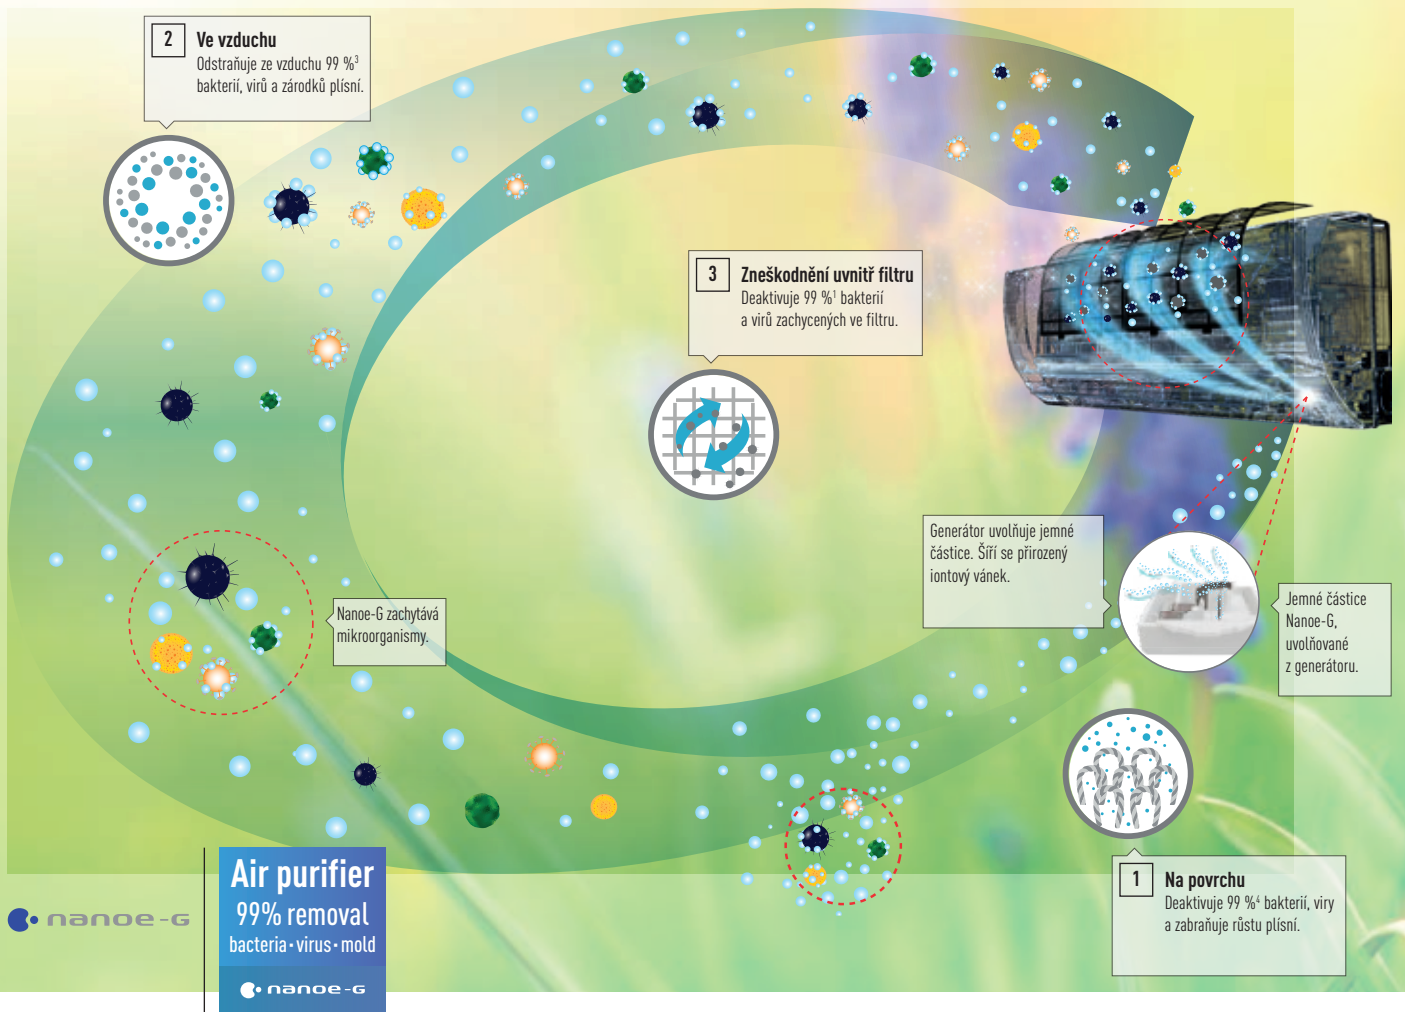 2 Ve vzduchu
Odstraňuje ze vzduchu 99 %³
bakterií, virů a zárodků plísní.
3 Zneškodnění uvnitř filtru
Deaktivuje 99 %¹ bakterií
a virů zachycených ve filtru.
Generátor uvolňuje jemné
částice. Šíří se přirozený
iontový vánek.
Jemné částice
Nanoe-G,
uvolňované
z generátoru.
Nanoe-G zachytává
mikroorganismy.
1 Na povrchu
Deaktivuje 99 %⁴ bakterií, viry
a zabraňuje růstu plísní.
nanoe-G
Air purifier
99% removal
bacteria·virus·mold
nanoe-G